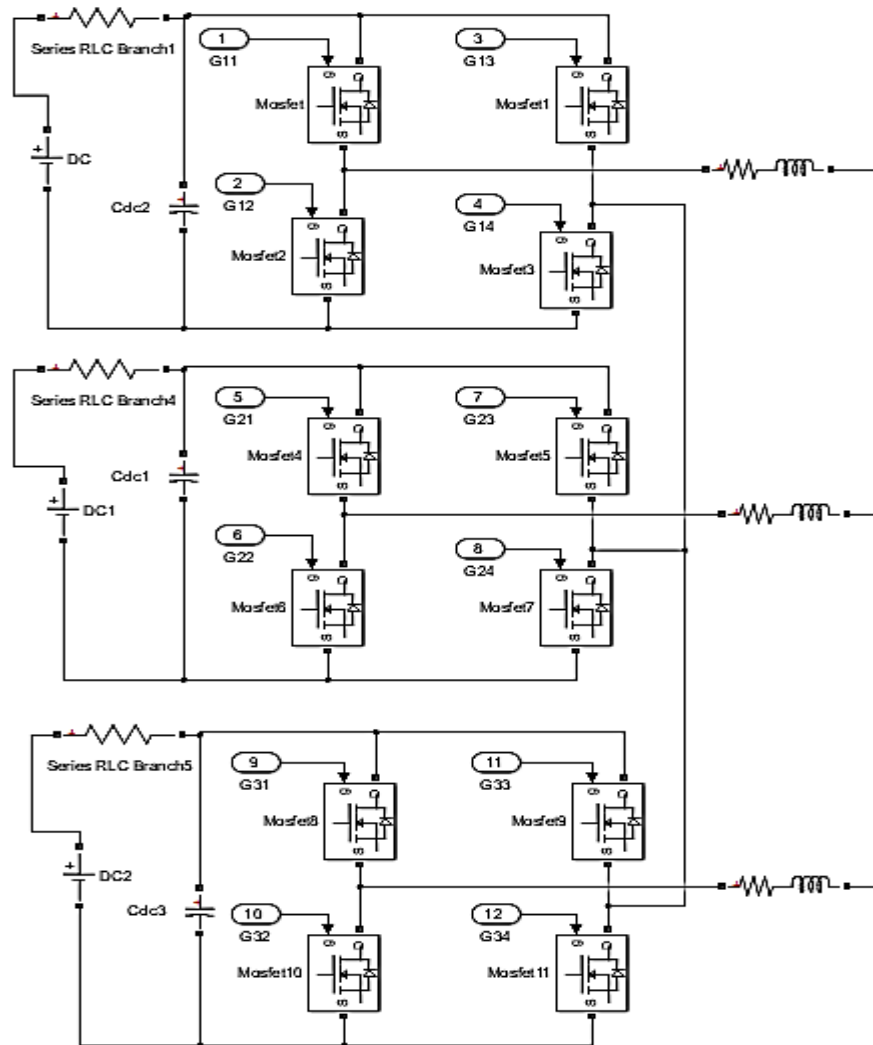 1
3
Series RLC Branch1
G11
G13
Mosfet
Mosfet1
+
DC
2
4
Cdc2
G12
G14
Mosfet2
Mosfet3
g
D
S
g
D
S
g
D
S
g
D
S
Series RLC Branch4
5
7
G21
G23
Mosfet4
Mosfet5
Cdc1
+
DC1
6
8
G22
G24
Mosfet6
Mosfet7
g
D
S
g
D
S
g
D
S
g
D
S
Series RLC Branch5
9
11
G31
G33
Mosfet8
Mosfet9
+
DC2
Cdc3
10
12
G32
G34
Mosfet10
Mosfet11
g
D
S
g
D
S
g
D
S
g
D
S